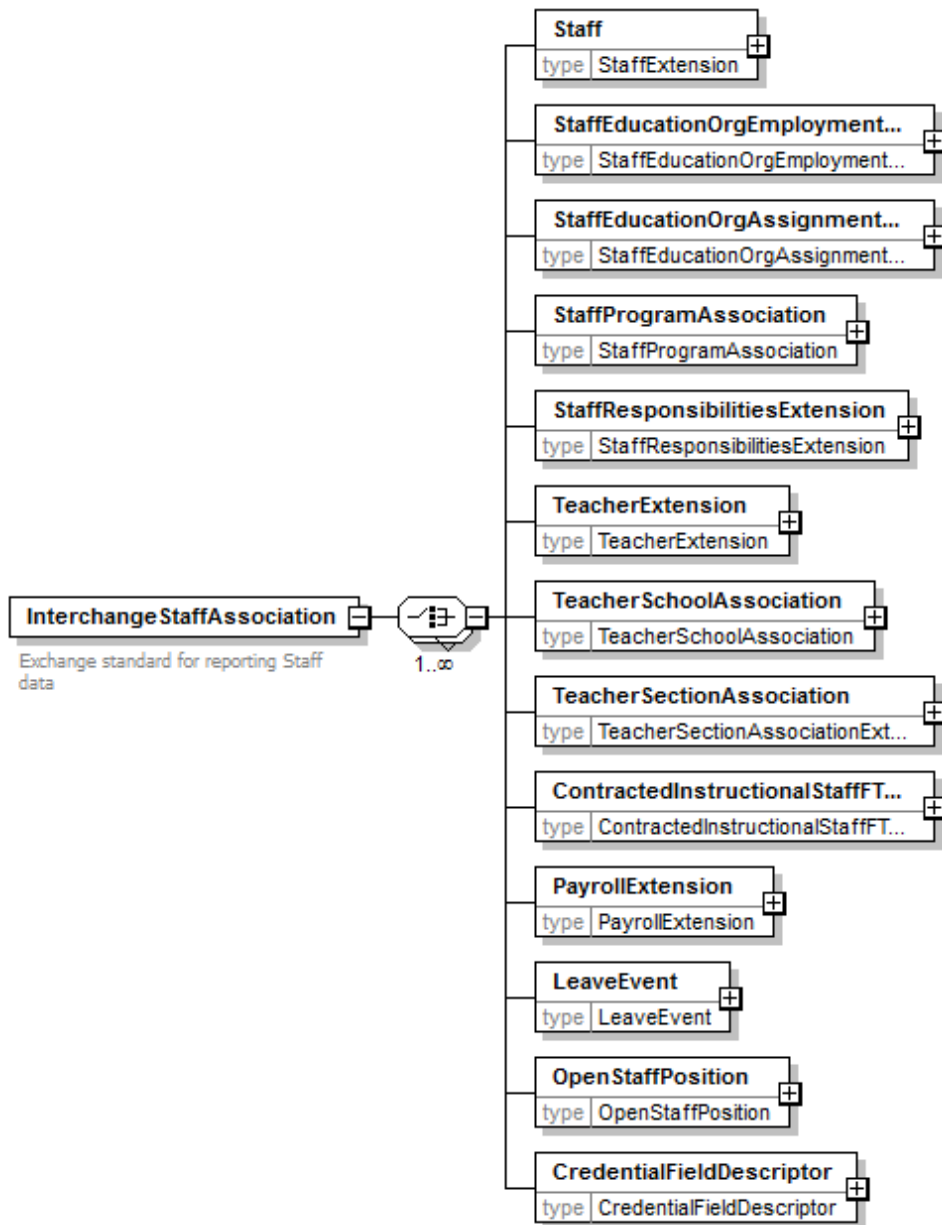 Staff
type StaffExtension
StaffEducationOrgEmployment...
type StaffEducationOrgEmployment...
StaffEducationOrgAssignment...
type StaffEducationOrgAssignment...
StaffProgramAssociation
type StaffProgramAssociation
StaffResponsibilitiesExtension
type StaffResponsibilitiesExtension
TeacherExtension
type TeacherExtension
InterchangeStaffAssociation
Exchange standard for reporting Staff
data
1..∞
TeacherSchoolAssociation
type TeacherSchoolAssociation
TeacherSectionAssociation
type TeacherSectionAssociationExt...
ContractedInstructionalStaffFT...
type ContractedInstructionalStaffFT...
PayrollExtension
type PayrollExtension
LeaveEvent
type LeaveEvent
OpenStaffPosition
type OpenStaffPosition
CredentialFieldDescriptor
type CredentialFieldDescriptor